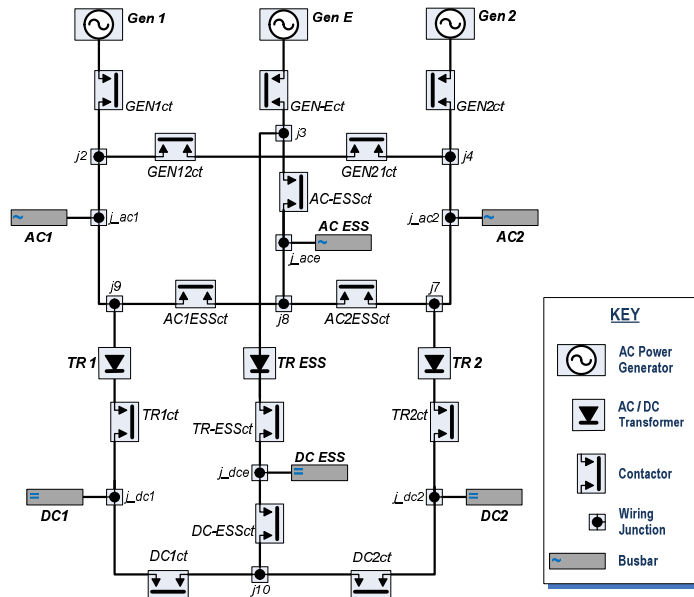 Gen 1
Gen E
Gen 2
GEN1ct
GEN-Ect
GEN2ct
j3
j2
j4
GEN12ct
GEN21ct
AC-ESSct
j_ac1
AC ESS
j_ac2
AC1
AC2
j_ace
j9
j7
AC1ESSct
j8
AC2ESSct
KEY
TR 1
TR ESS
TR 2
AC Power
Generator
TR1ct
TR-ESSct
TR2ct
AC / DC
Transformer
DC ESS
j_dce
Contactor
j_dc1
j_dc2
DC1
DC2
DC-ESSct
Wiring
Junction
DC1ct
DC2ct
Busbar
j10